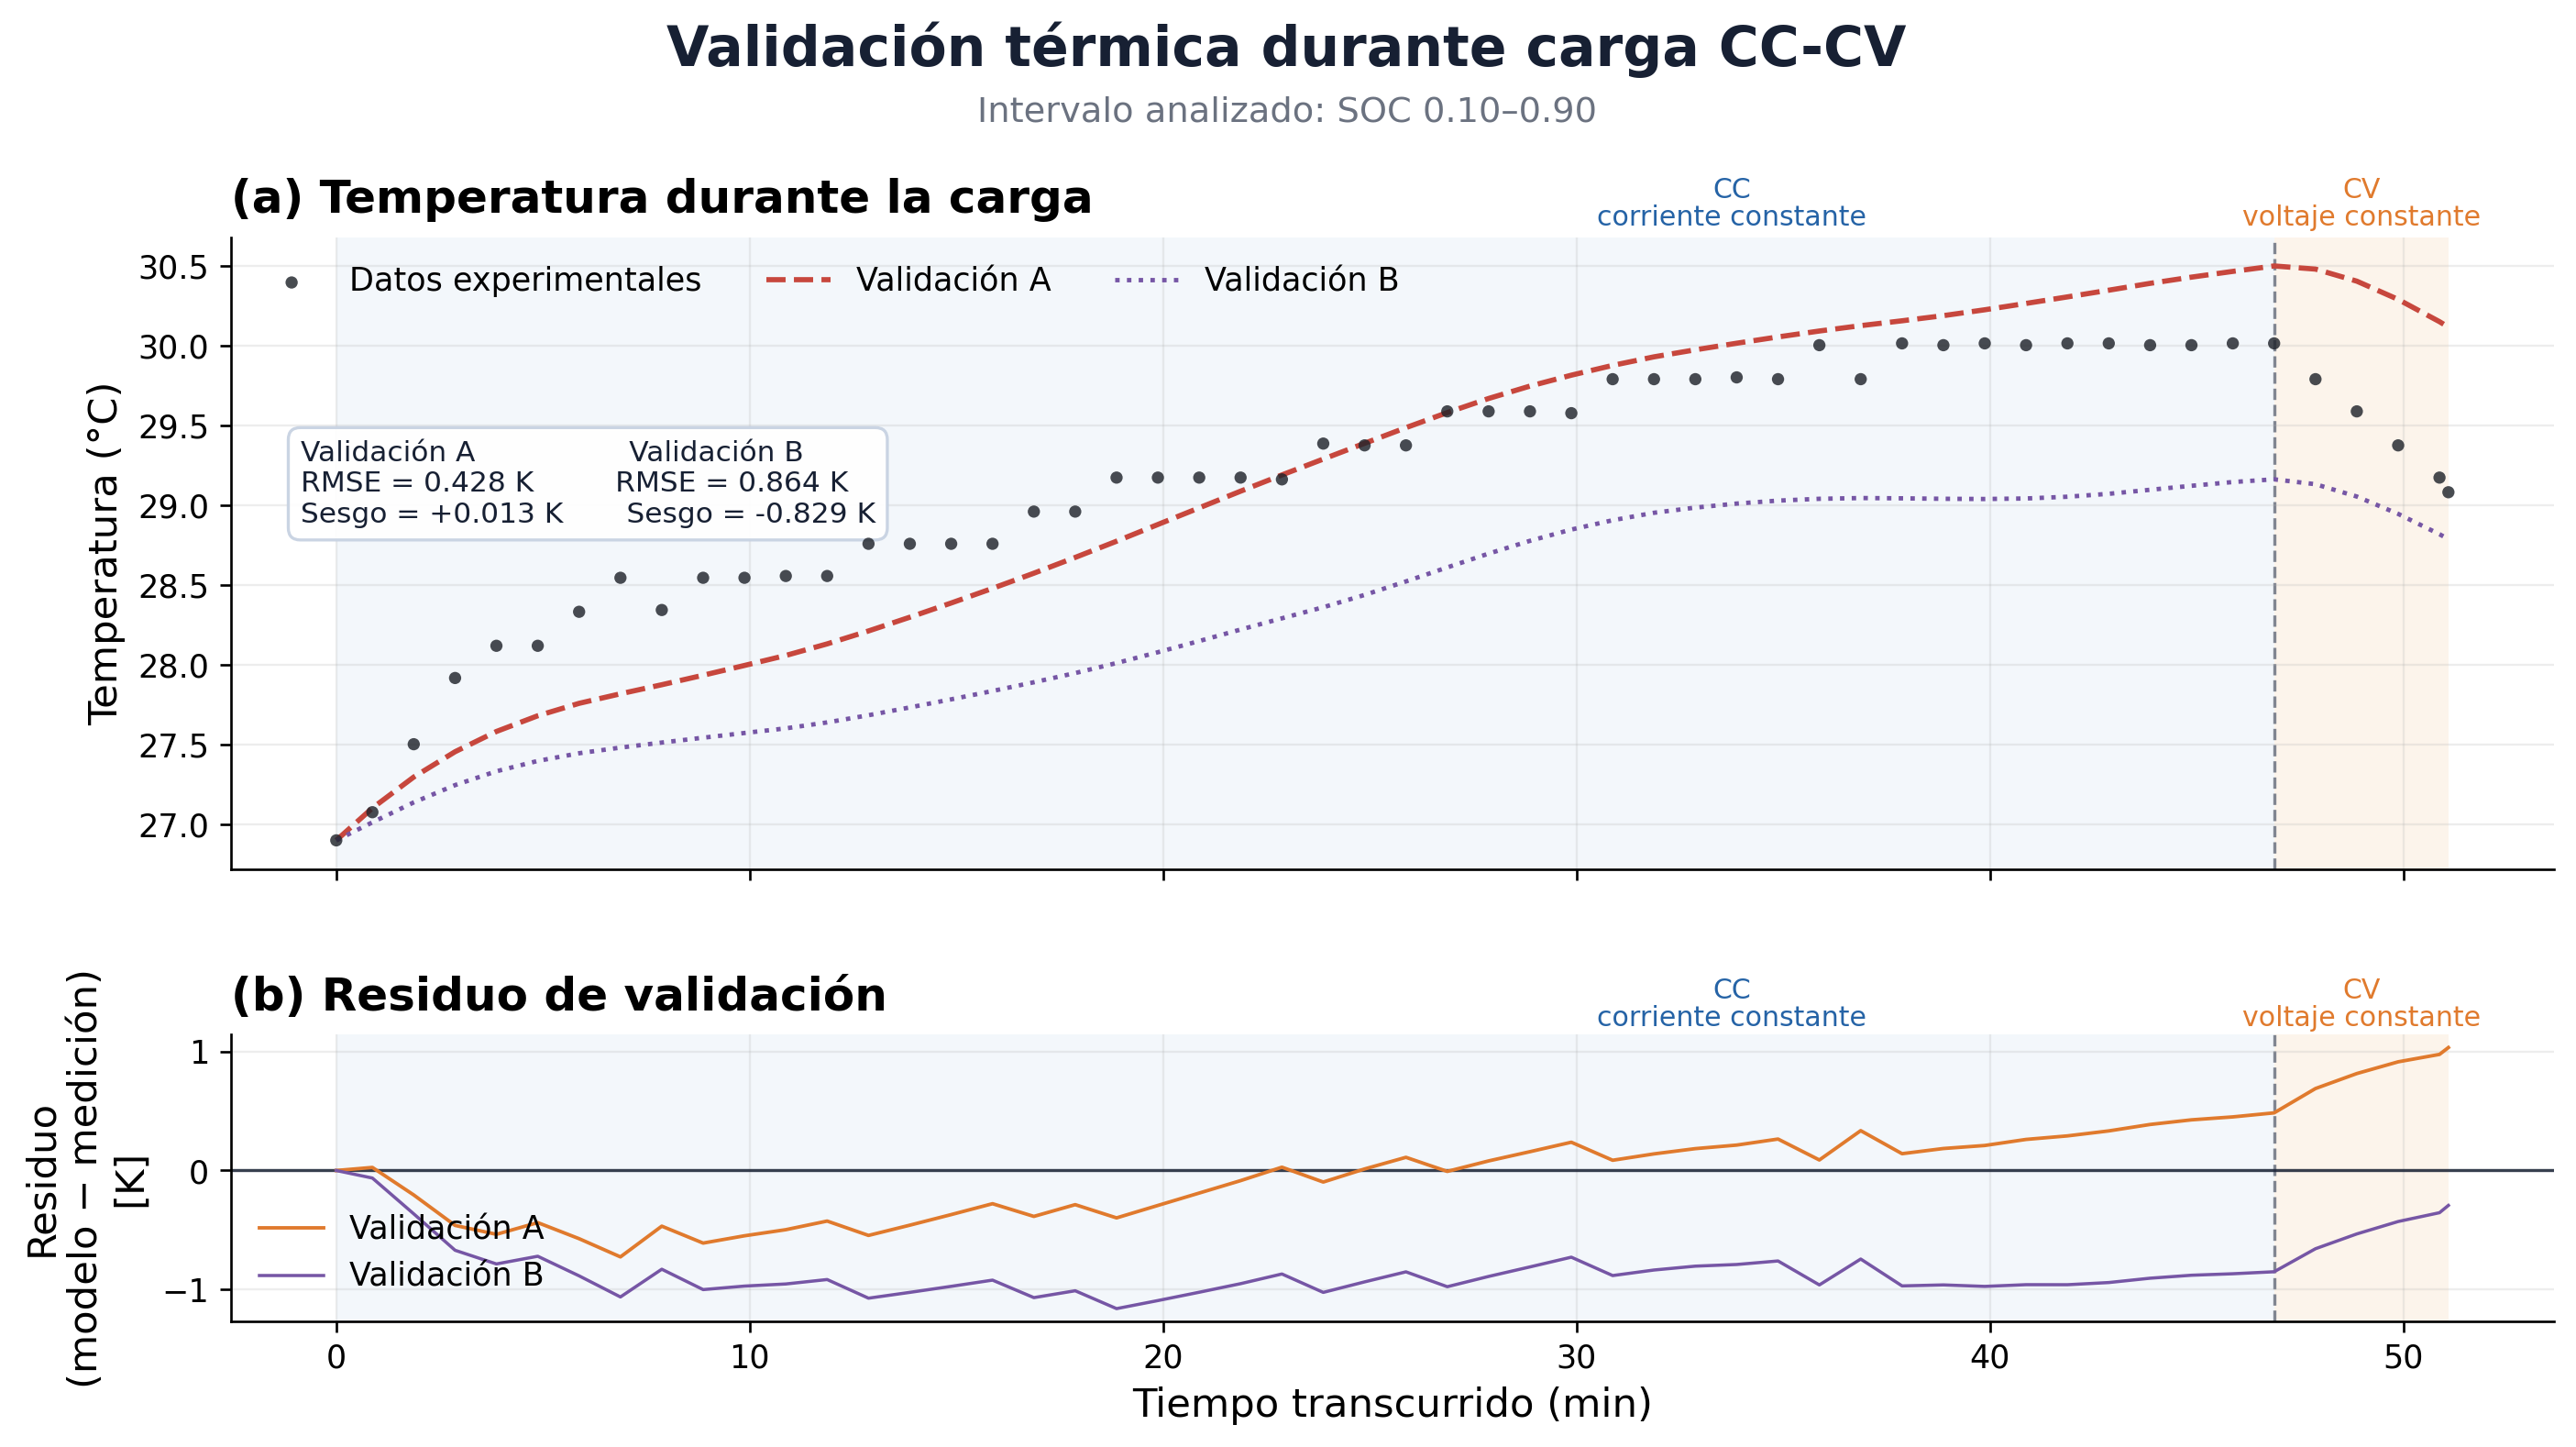 Validación térmica durante carga CC-CV
Intervalo analizado: SOC 0.10–0.90
(a) Temperatura durante la carga
CC
corriente constante
CV
voltaje constante
Datos experimentales
Validación A
Validación B
Temperatura (°C)
30.5
30.0
29.5
29.0
28.5
28.0
27.5
27.0
Validación A Validación B
RMSE = 0.428 K RMSE = 0.864 K
Sesgo = +0.013 K Sesgo = -0.829 K
(b) Residuo de validación
CC
corriente constante
CV
voltaje constante
Residuo
(modelo − medición)
[K]
1
0
−1
Validación A
Validación B
0 10 20 30 40 50
Tiempo transcurrido (min)